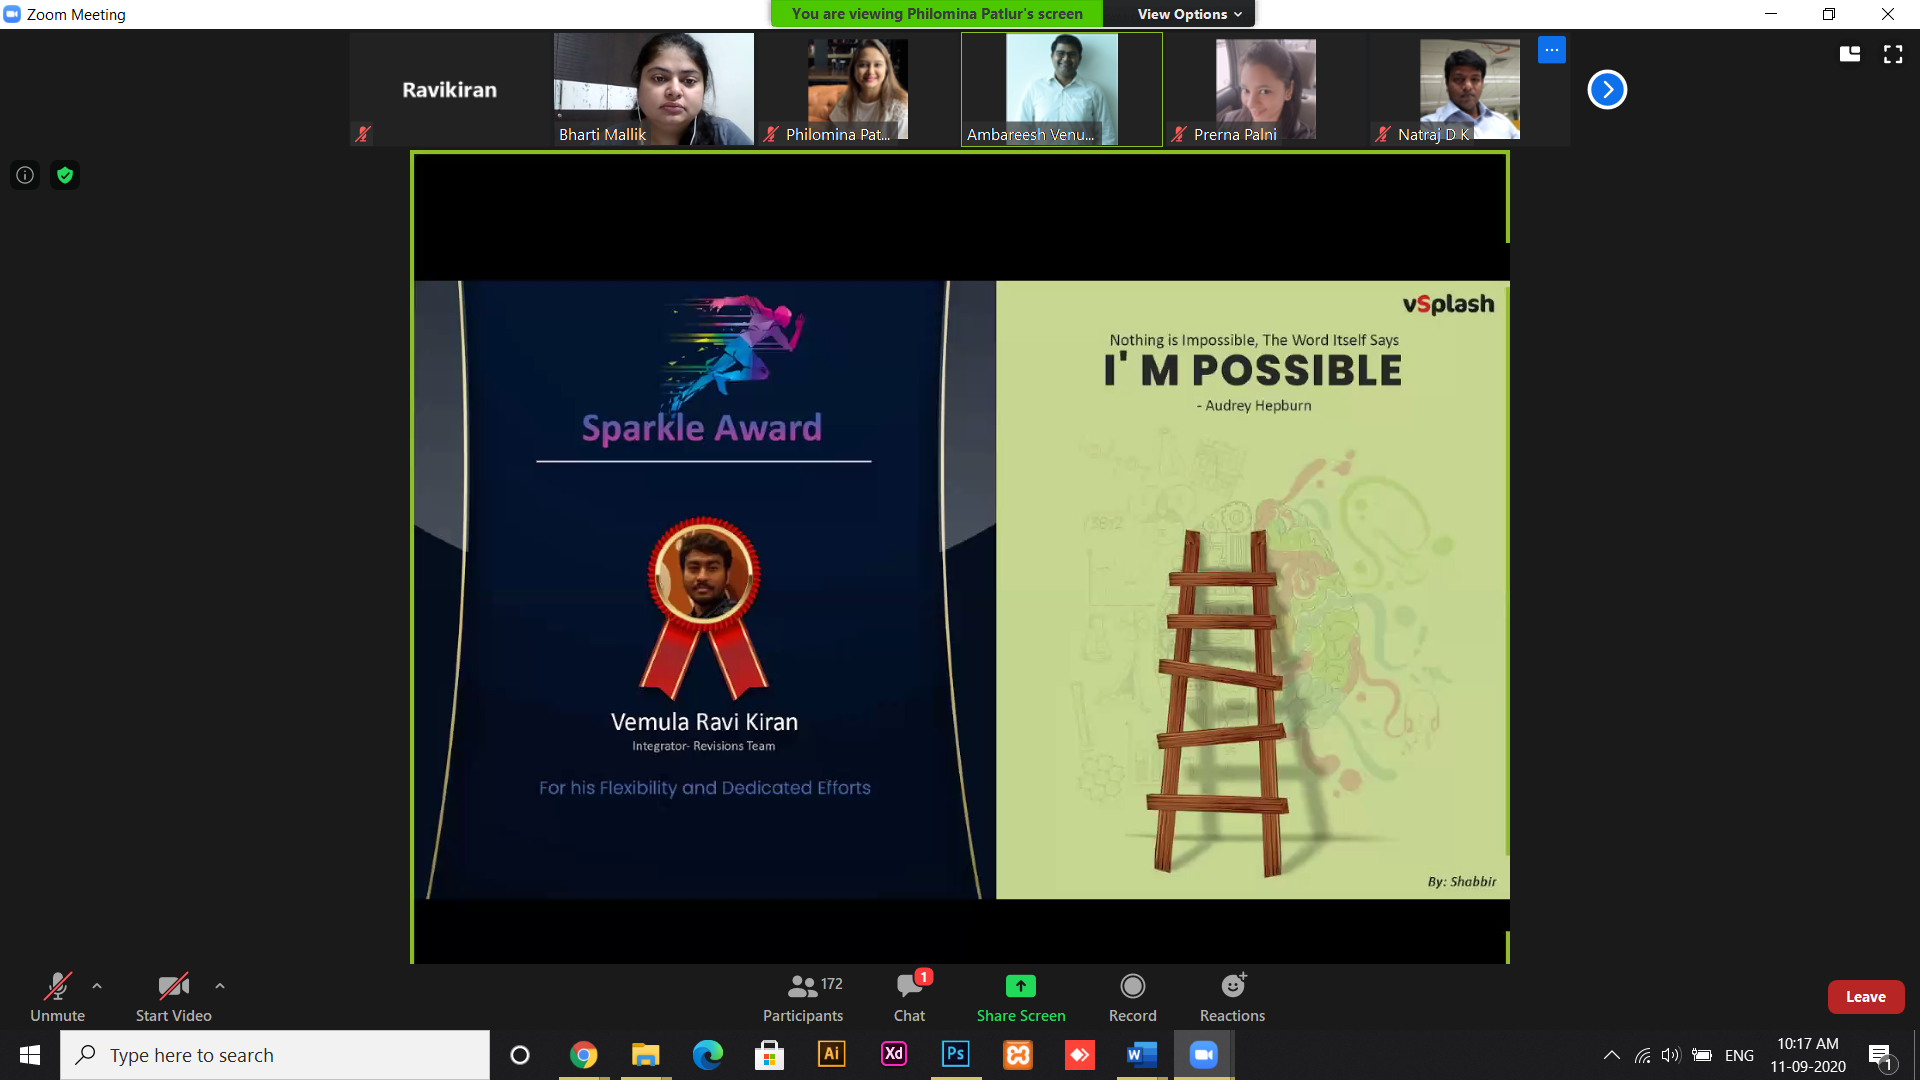 Zoom Meeting
You are viewing Philomina Patlur's screen
View Options
Ravikiran
Bharti Mallik
Philomina Pat...
Ambareesh Venu...
Prerna Palni
Natraj D K
Sparkle Award
Vemula Ravi Kiran
Integrator- Revisions Team
For his Flexibility and Dedicated Efforts
vSplash
Nothing is Impossible, The Word Itself Says
I' M POSSIBLE
- Audrey Hepburn
By: Shabbir
Unmute
Start Video
172
Participants
1
Chat
Share Screen
Record
Reactions
Leave
Type here to search
Ai
Xd
Ps
W
ENG
10:17 AM
11-09-2020
1